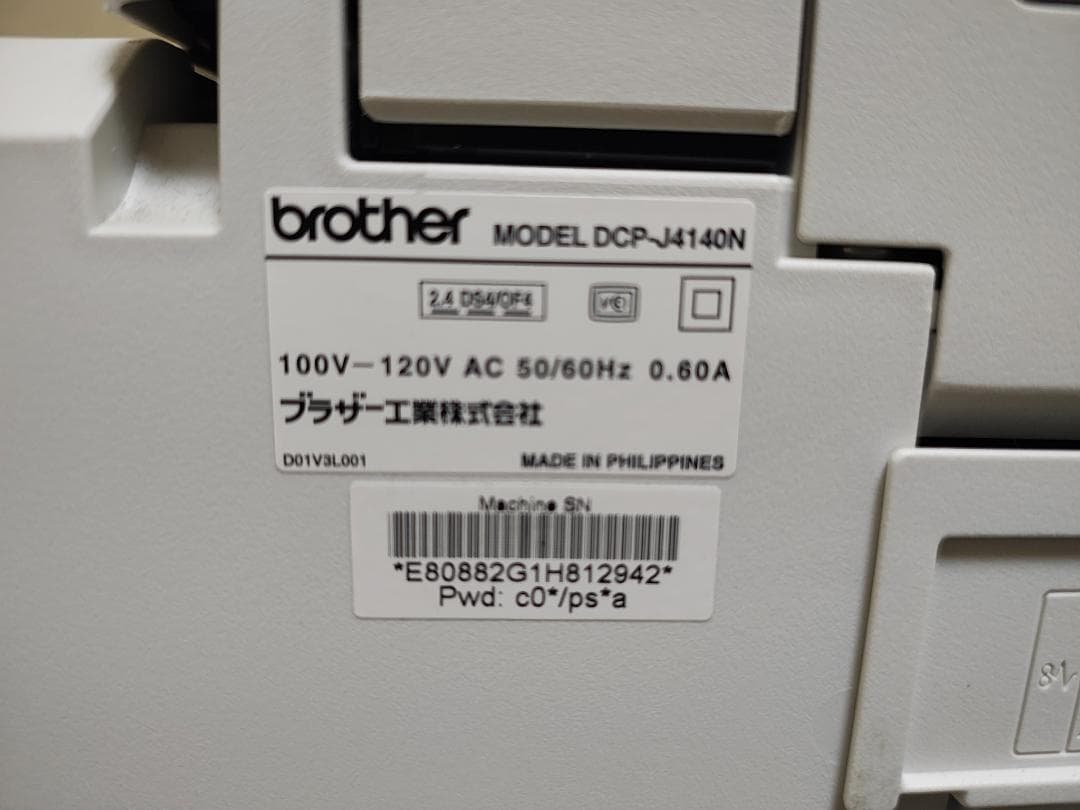 brother MODEL DCP-J4140N
2.4 DS4/OF4
100V-120V AC 50/60Hz 0.60A
ブラザー工業株式会社
D01V3L001 MADE IN PHILIPPINES
Machine SN
*E80882G1H812942*
Pwd: c0*/ps*a